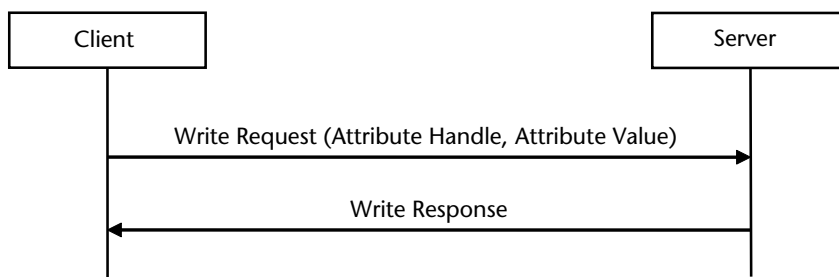 Client
Server
Write Request (Attribute Handle, Attribute Value)
Write Response